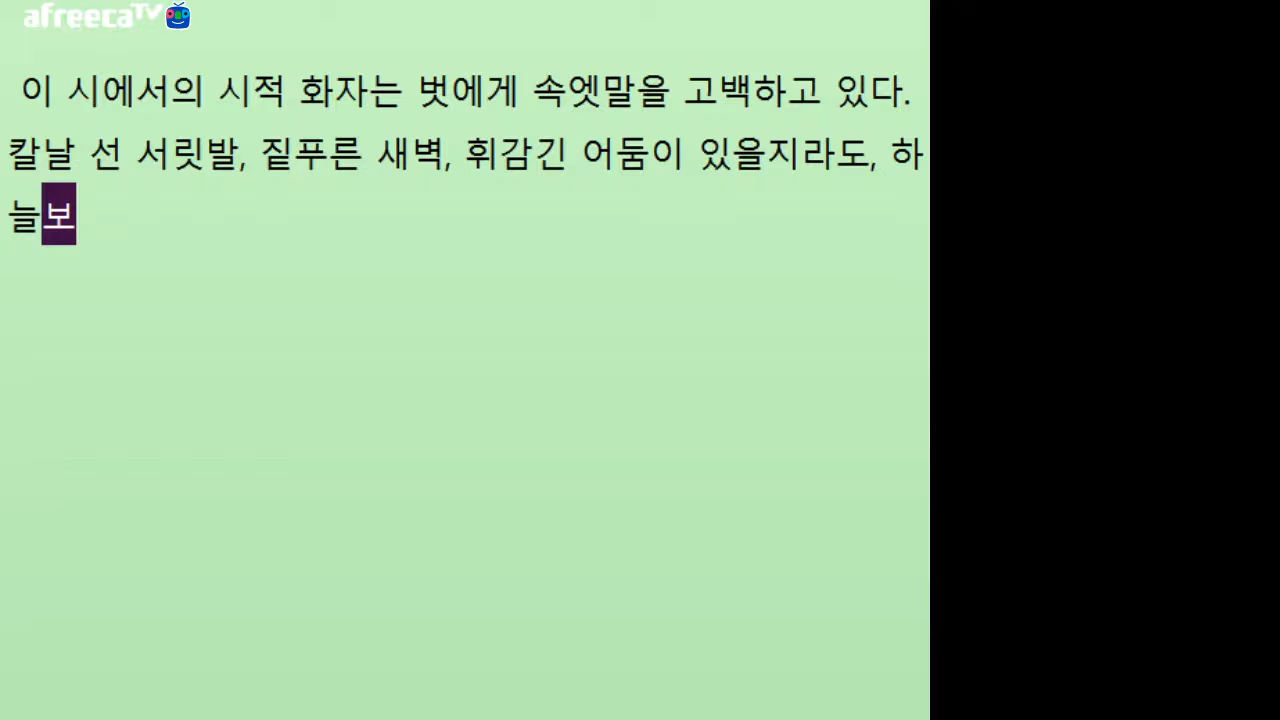 afreecaTV
이 시에서의 시적 화자는 벗에게 속엣말을 고백하고 있다.
칼날 선 서릿발, 짙푸른 새벽, 휘감긴 어둠이 있을지라도, 하
늘보